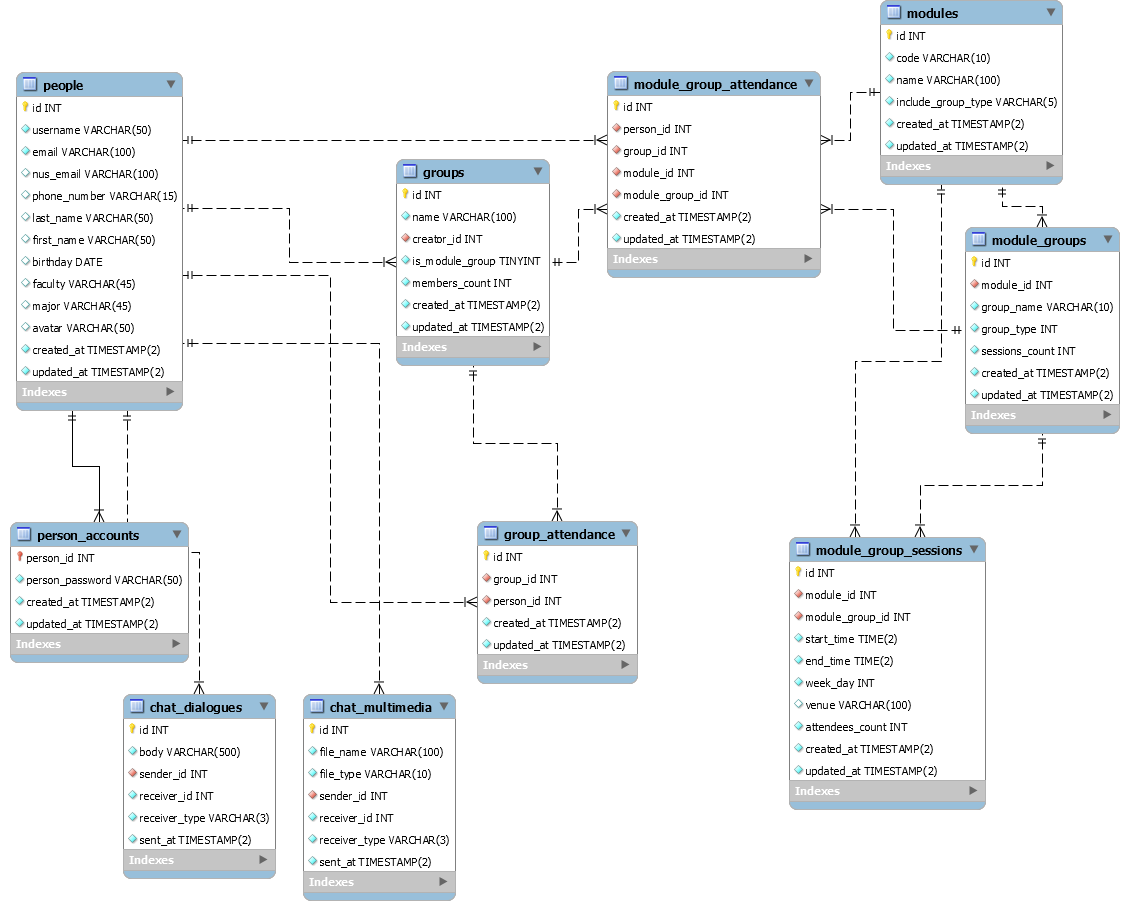 people
id INT
username VARCHAR(50)
email VARCHAR(100)
nus_email VARCHAR(100)
phone_number VARCHAR(15)
last_name VARCHAR(50)
first_name VARCHAR(50)
birthday DATE
faculty VARCHAR(45)
major VARCHAR(45)
avatar VARCHAR(50)
created_at TIMESTAMP(2)
updated_at TIMESTAMP(2)
Indexes
groups
id INT
name VARCHAR(100)
creator_id INT
is_module_group TINYINT
members_count INT
created_at TIMESTAMP(2)
updated_at TIMESTAMP(2)
Indexes
module_group_attendance
id INT
person_id INT
group_id INT
module_id INT
module_group_id INT
created_at TIMESTAMP(2)
updated_at TIMESTAMP(2)
Indexes
modules
id INT
code VARCHAR(10)
name VARCHAR(100)
include_group_type VARCHAR(5)
created_at TIMESTAMP(2)
updated_at TIMESTAMP(2)
Indexes
module_groups
id INT
module_id INT
group_name VARCHAR(10)
group_type INT
sessions_count INT
created_at TIMESTAMP(2)
updated_at TIMESTAMP(2)
Indexes
person_accounts
person_id INT
person_password VARCHAR(50)
created_at TIMESTAMP(2)
updated_at TIMESTAMP(2)
Indexes
group_attendance
id INT
group_id INT
person_id INT
created_at TIMESTAMP(2)
updated_at TIMESTAMP(2)
Indexes
module_group_sessions
id INT
module_id INT
module_group_id INT
start_time TIME(2)
end_time TIME(2)
week_day INT
venue VARCHAR(100)
attendees_count INT
created_at TIMESTAMP(2)
updated_at TIMESTAMP(2)
Indexes
chat_dialogues
id INT
body VARCHAR(500)
sender_id INT
receiver_id INT
receiver_type VARCHAR(3)
sent_at TIMESTAMP(2)
Indexes
chat_multimedia
id INT
file_name VARCHAR(100)
file_type VARCHAR(10)
sender_id INT
receiver_id INT
receiver_type VARCHAR(3)
sent_at TIMESTAMP(2)
Indexes